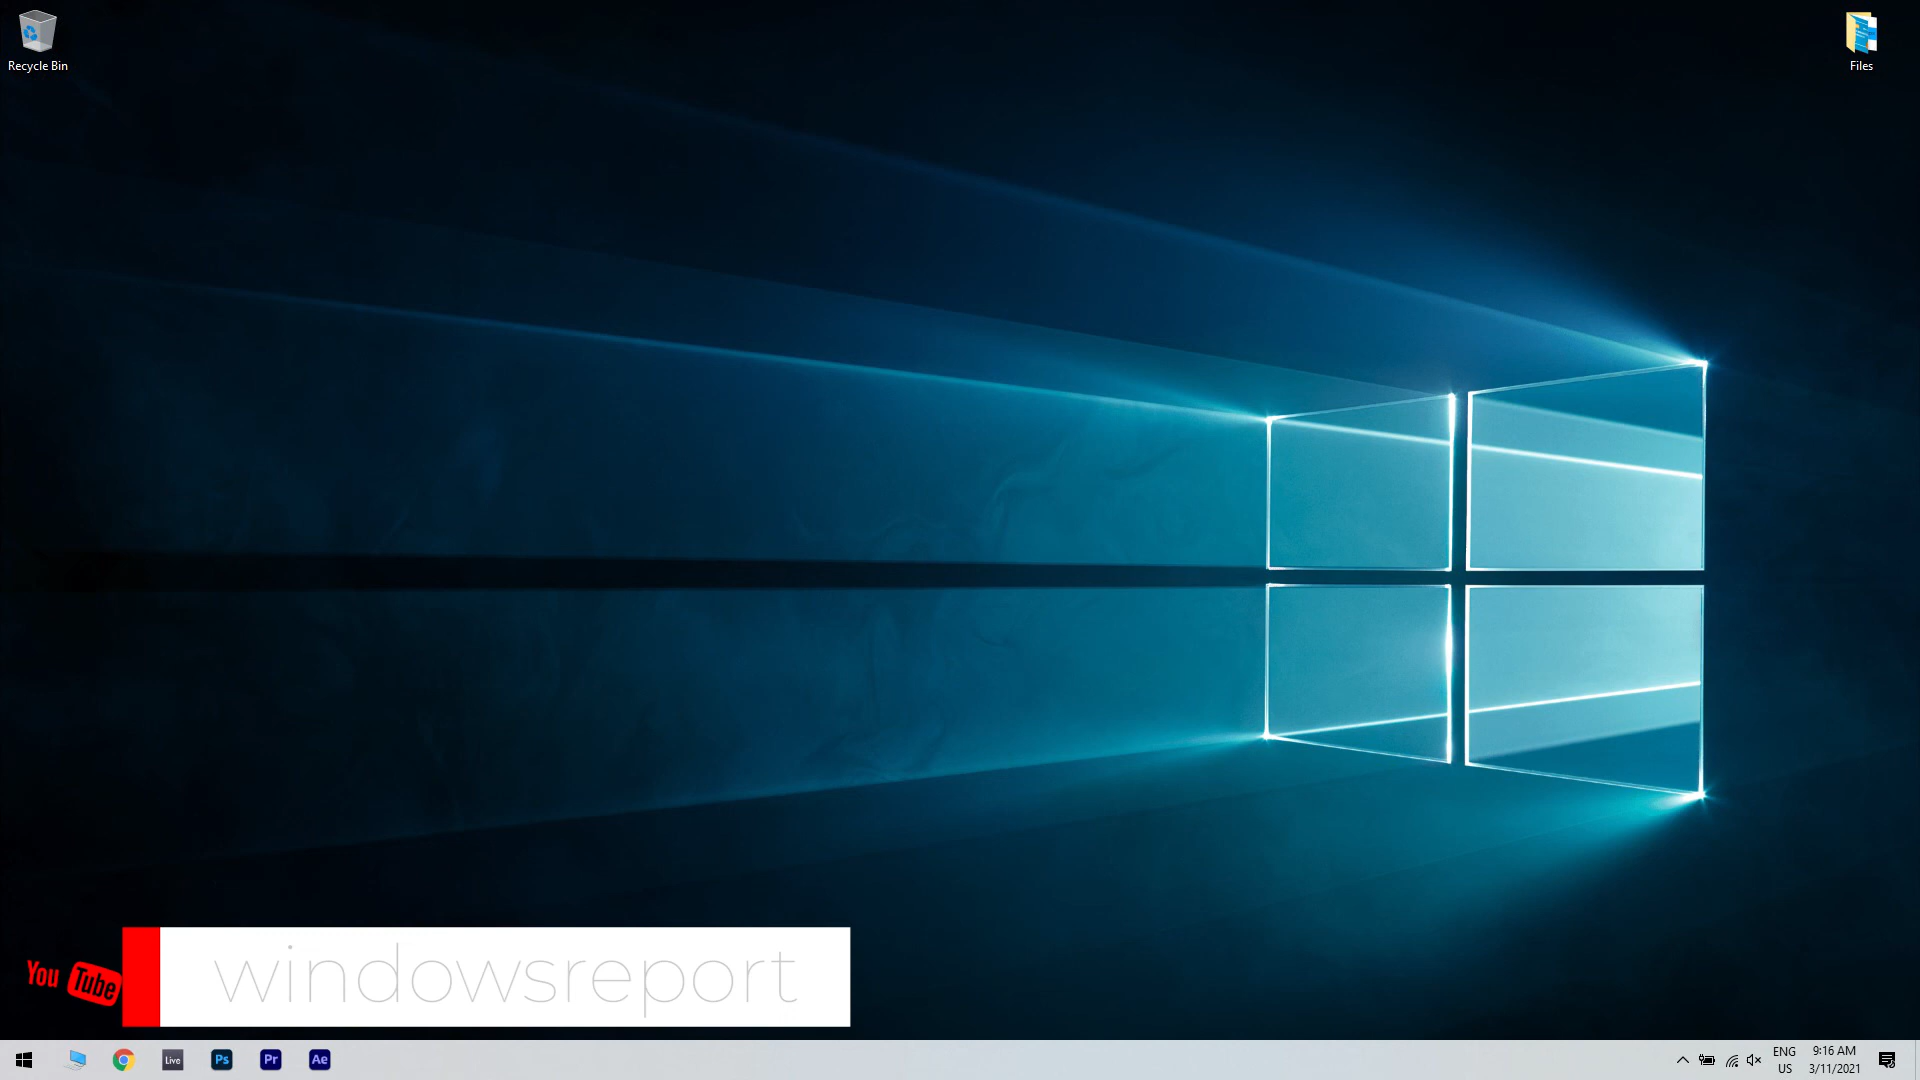 Recycle Bin
Files
You Tube
windowsreport
Live
Ps
Pr
Ae
ENG
US
9:16 AM
3/11/2021